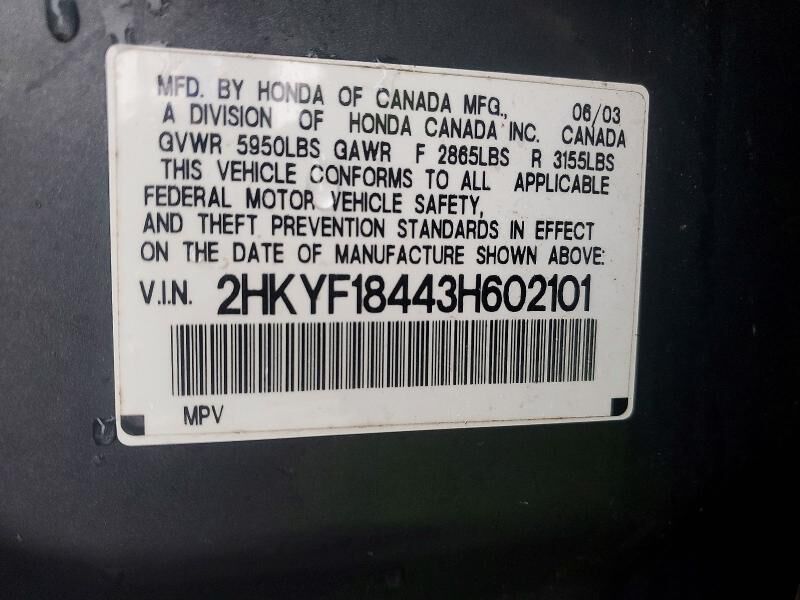 MFD. BY HONDA OF CANADA MFG., 06/03
A DIVISION OF HONDA CANADA INC. CANADA
GVWR 5950LBS GAWR F 2865LBS R 3155LBS
THIS VEHICLE CONFORMS TO ALL APPLICABLE
FEDERAL MOTOR VEHICLE SAFETY,
AND THEFT PREVENTION STANDARDS IN EFFECT
ON THE DATE OF MANUFACTURE SHOWN ABOVE:
V.I.N. 2HKYF18443H602101
MPV